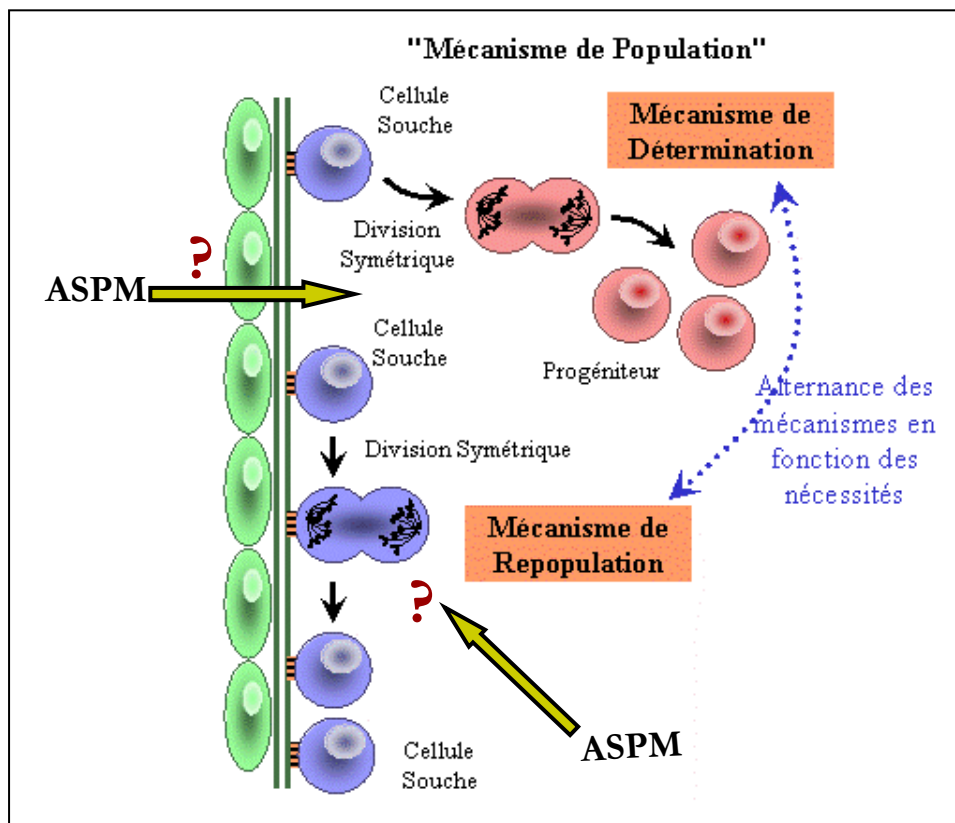 "Mécanisme de Population"
Cellule
Souche
Mécanisme de
Détermination
Division
Symétrique
?
ASPM
Cellule
Souche
Progéniteur
Alternance des
mécanismes en
fonction des
nécessités
Division Symétrique
Mécanisme de
Repopulation
?
ASPM
Cellule
Souche